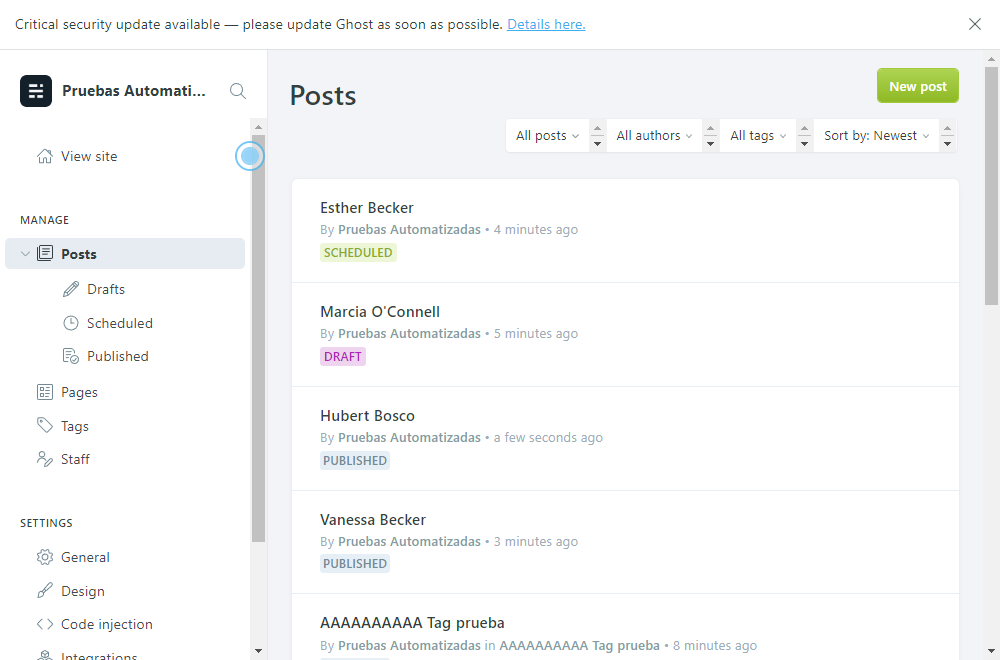 Critical security update available — please update Ghost as soon as possible. Details here.
Pruebas Automati...
View site
MANAGE
Posts
Drafts
Scheduled
Published
Pages
Tags
Staff
SETTINGS
General
Design
Code injection
Integrations
Posts
New post
All posts
All authors
All tags
Sort by: Newest
Esther Becker
By Pruebas Automatizadas • 4 minutes ago
SCHEDULED
Marcia O'Connell
By Pruebas Automatizadas • 5 minutes ago
DRAFT
Hubert Bosco
By Pruebas Automatizadas • a few seconds ago
PUBLISHED
Vanessa Becker
By Pruebas Automatizadas • 3 minutes ago
PUBLISHED
AAAAAAAAAA Tag prueba
By Pruebas Automatizadas in AAAAAAAAAA Tag prueba • 8 minutes ago